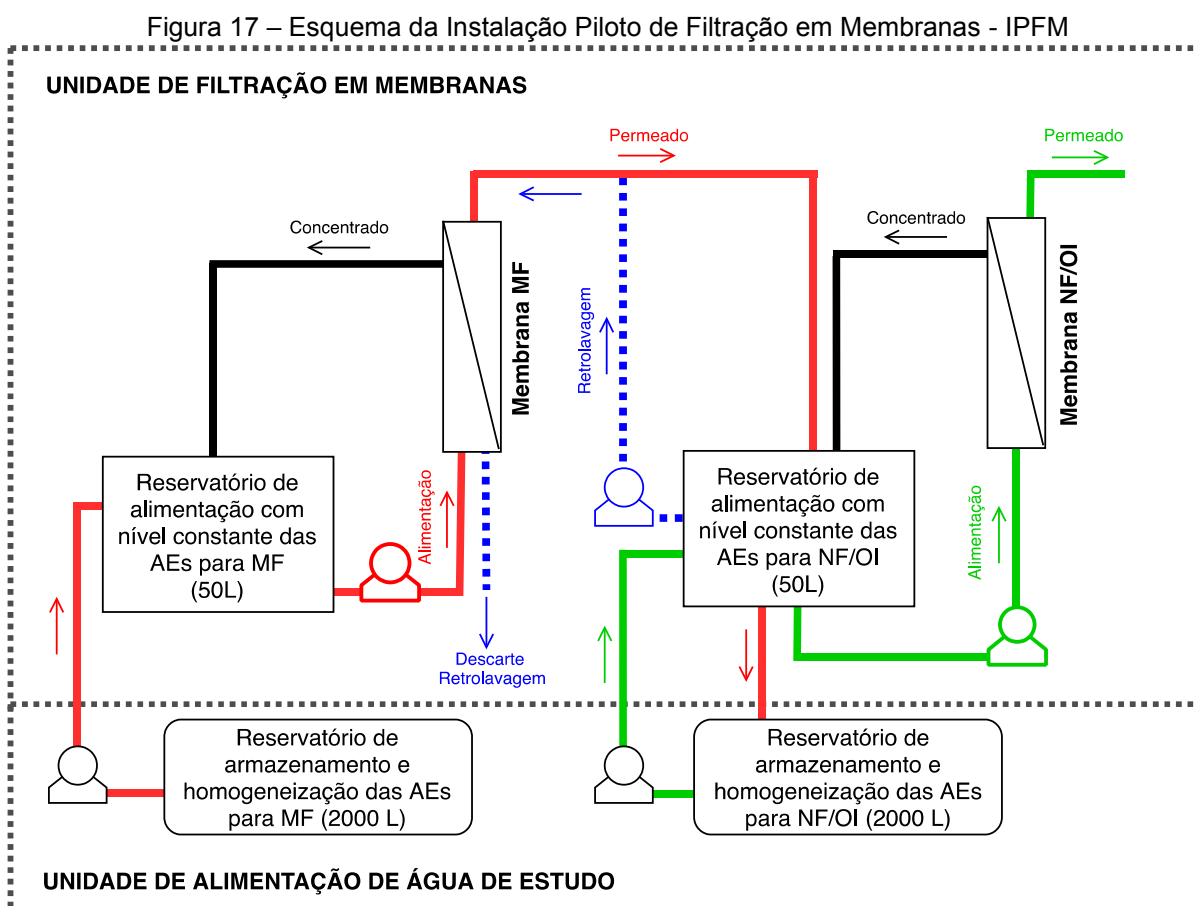 Figura 17 – Esquema da Instalação Piloto de Filtração em Membranas - IPFM
UNIDADE DE FILTRAÇÃO EM MEMBRANAS
Permeado
Permeado
Concentrado
Concentrado
Membrana MF
Retrolavagem
Membrana NF/OI
Reservatório de
alimentação com
nível constante das
AEs para MF
(50L)
Alimentação
Reservatório de
alimentação com
nível constante das
AEs para NF/OI
(50L)
Alimentação
Descarte
Retrolavagem
Reservatório de
armazenamento e
homogeneização das AEs
para MF (2000 L)
Reservatório de
armazenamento e
homogeneização das AEs
para NF/OI (2000 L)
UNIDADE DE ALIMENTAÇÃO DE ÁGUA DE ESTUDO